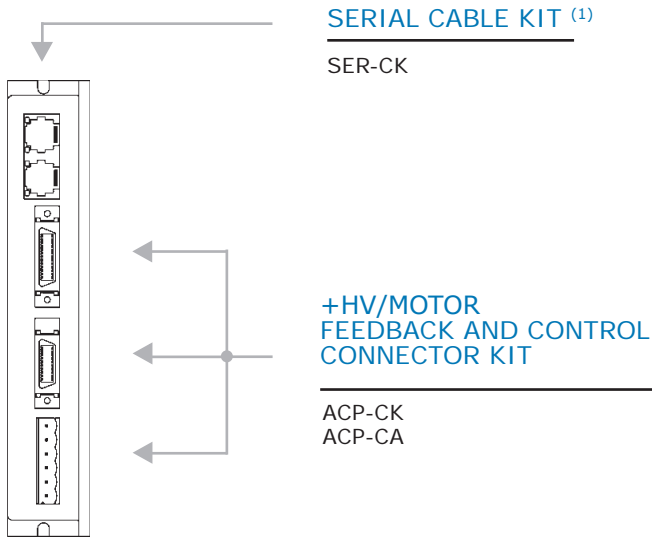 SERIAL CABLE KIT (1)
SER-CK
+HV/MOTOR
FEEDBACK AND CONTROL
CONNECTOR KIT
ACP-CK
ACP-CA